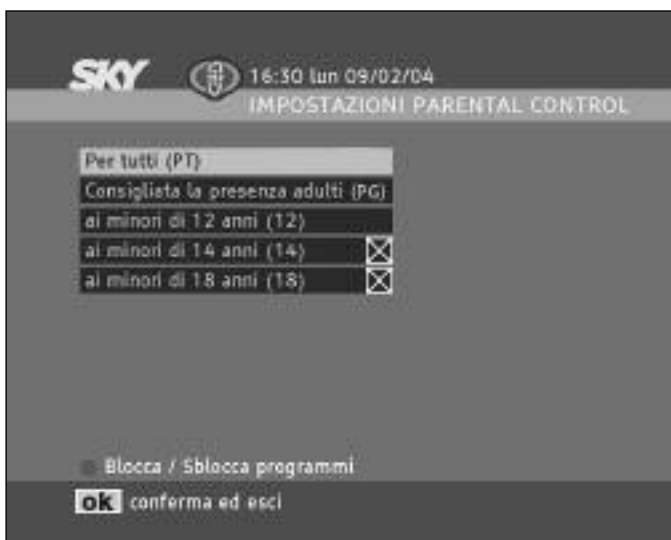 SKY 16:30 lun 09/02/04
IMPOSTAZIONI PARENTAL CONTROL
Per tutti (PT)
Consigliata la presenza adulti (PG)
ai minori di 12 anni (12)
ai minori di 14 anni (14)
ai minori di 18 anni (18)
Blocca / Sblocca programmi
ok conferma ed esci